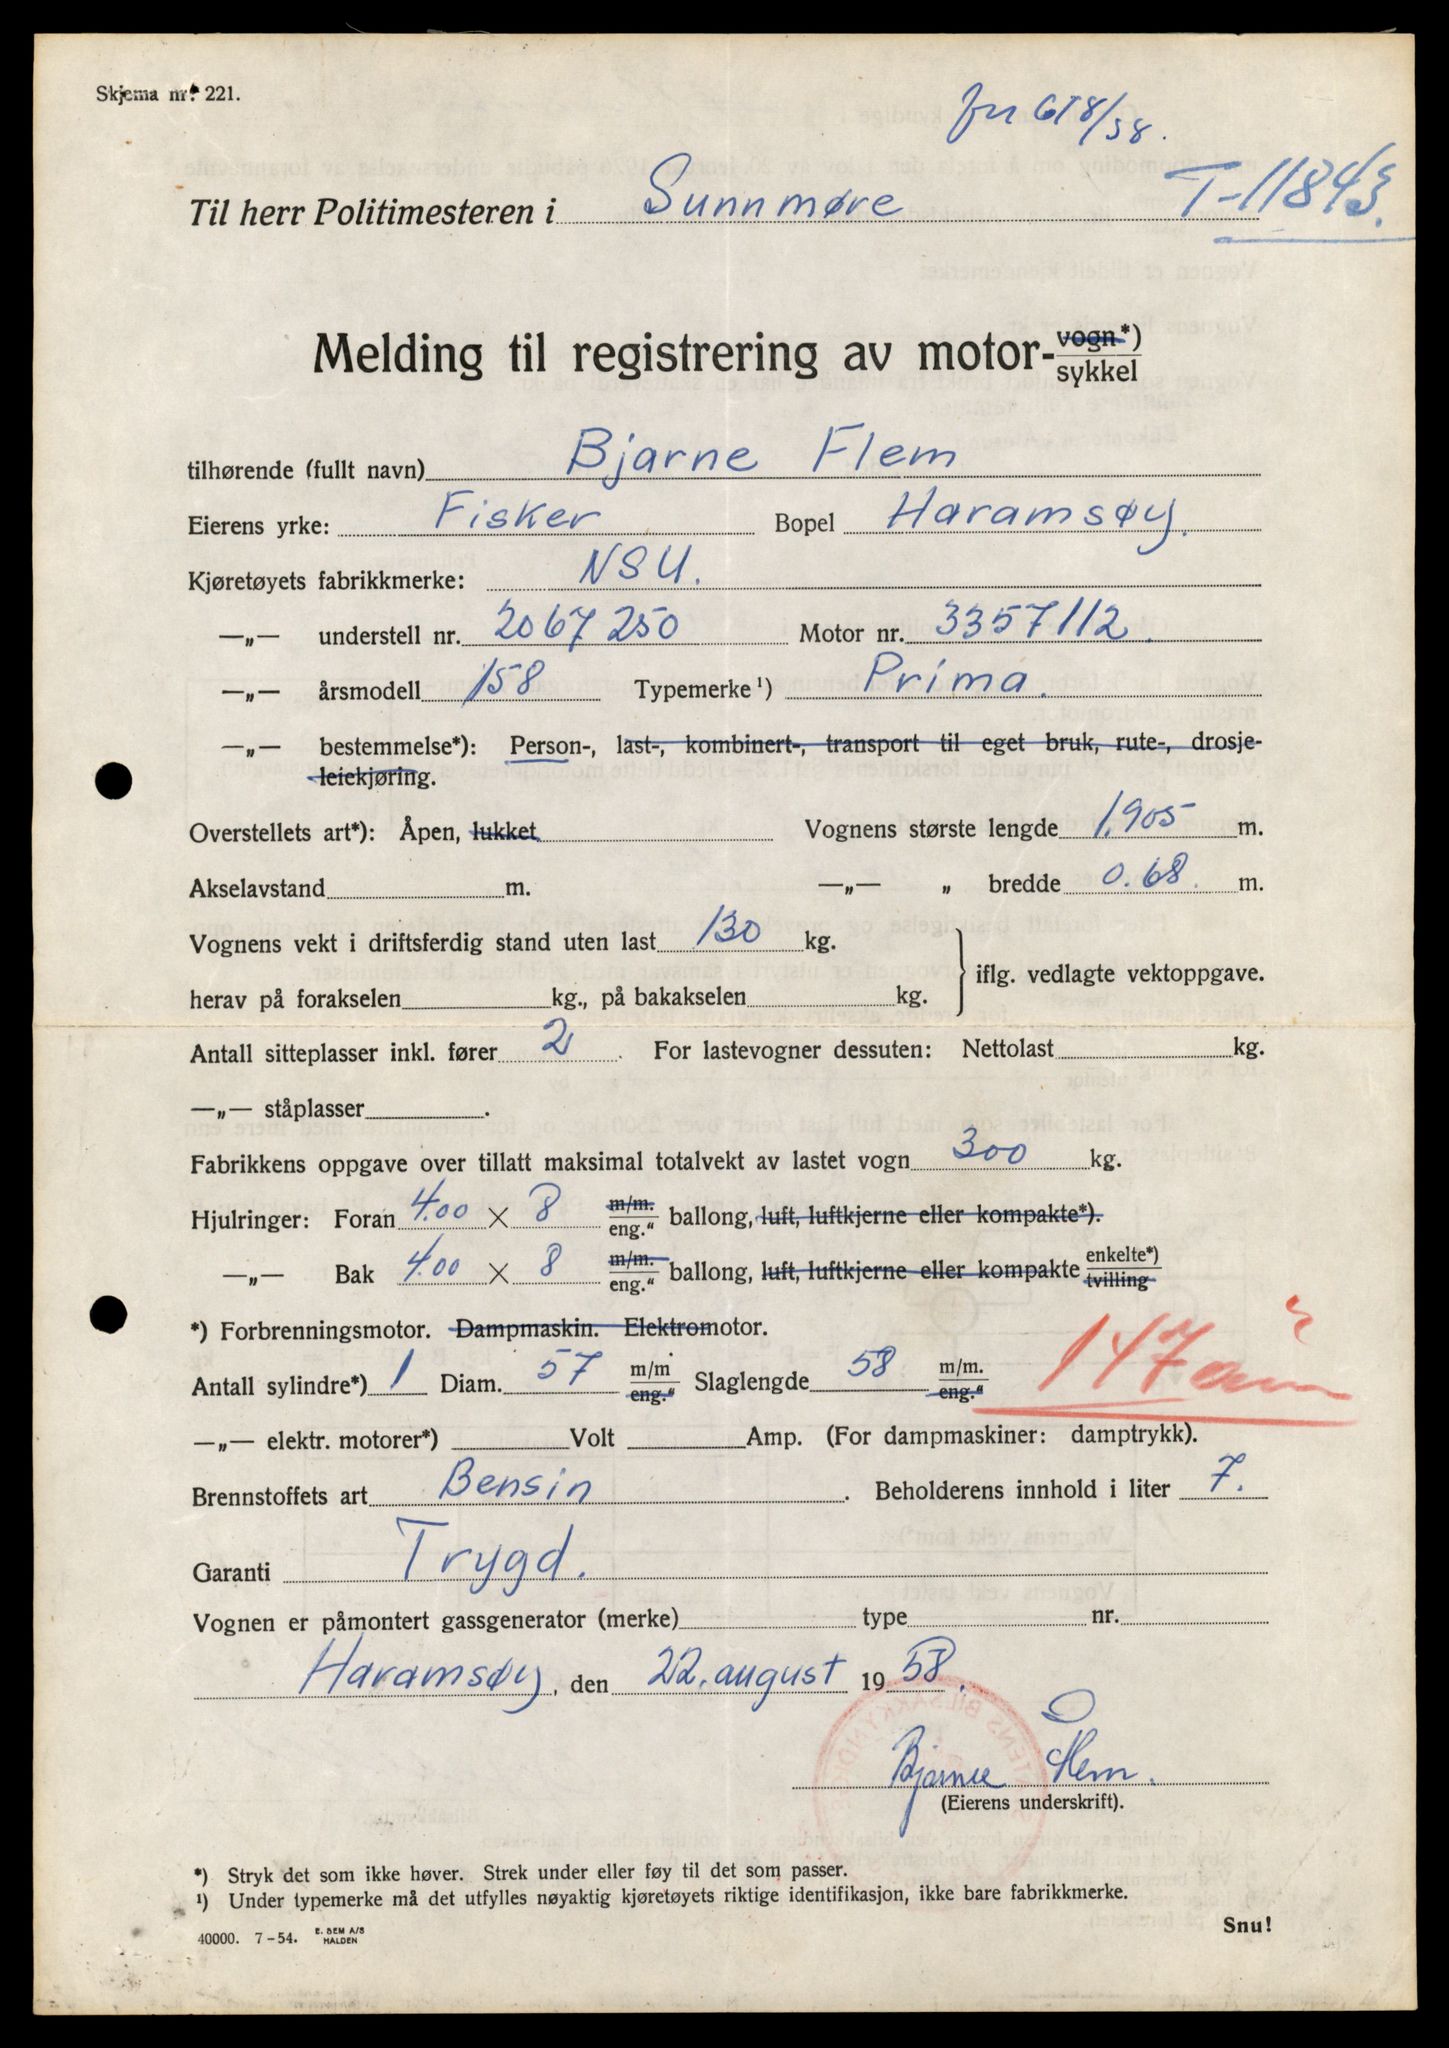 Skjema nr. 221.
618/58.
T-11843.
Til herr Politimesteren i Sunnmøre
Melding til registrering av motor-vogn*)
sykkel
tilhørende (fullt navn) Bjarne Flem
Eierens yrke: Fisker Bopel Haramsøy.
Kjøretøyets fabrikkmerke: NSU.
—„— understell nr. 2067250 Motor nr. 3357112.
—„— årsmodell 158 Typemerke¹) Prima.
—„— bestemmelse*): Person-, last-, kombinert-, transport til eget bruk, rute-, drosje-
leiekjøring.
Overstellets art*): Åpen, lukket Vognens største lengde 1.905 m.
Akselavstand m. —„— „ bredde 0.68. m.
Vognens vekt i driftsferdig stand uten last 130 kg.
herav på forakselen kg., på bakakselen kg. iflg. vedlagte vektoppgave.
Antall sitteplasser inkl. fører 2. For lastevogner dessuten: Nettolast kg.
—„— ståplasser .
Fabrikkens oppgave over tillatt maksimal totalvekt av lastet vogn 300 kg.
Hjulringer: Foran 4.00 × 8 m/m. eng.“ ballong, luft, luftkjerne eller kompakte*).
—„— Bak 4.00 × 8 m/m. eng.“ ballong, luft, luftkjerne eller kompakte enkelte*) tvilling
*) Forbrenningsmotor. Dampmaskin. Elektromotor.
Antall sylindre*) 1 Diam. 57 m/m eng.“ Slaglengde 58 m/m. eng.“
147
—„— elektr. motorer*) Volt Amp. (For dampmaskiner: damptrykk).
Brennstoffets art Bensin . Beholderens innhold i liter 7.
Garanti Trygd.
Vognen er påmontert gassgenerator (merke) type nr.
Haramsøy, den 22. august 1958.
Bjarne Flem.
(Eierens underskrift).
*) Stryk det som ikke høver. Strek under eller føy til det som passer.
¹) Under typemerke må det utfylles nøyaktig kjøretøyets riktige identifikasjon, ikke bare fabrikkmerke.
Snu!
40000. 7-54. E. SEM A/S
HALDEN